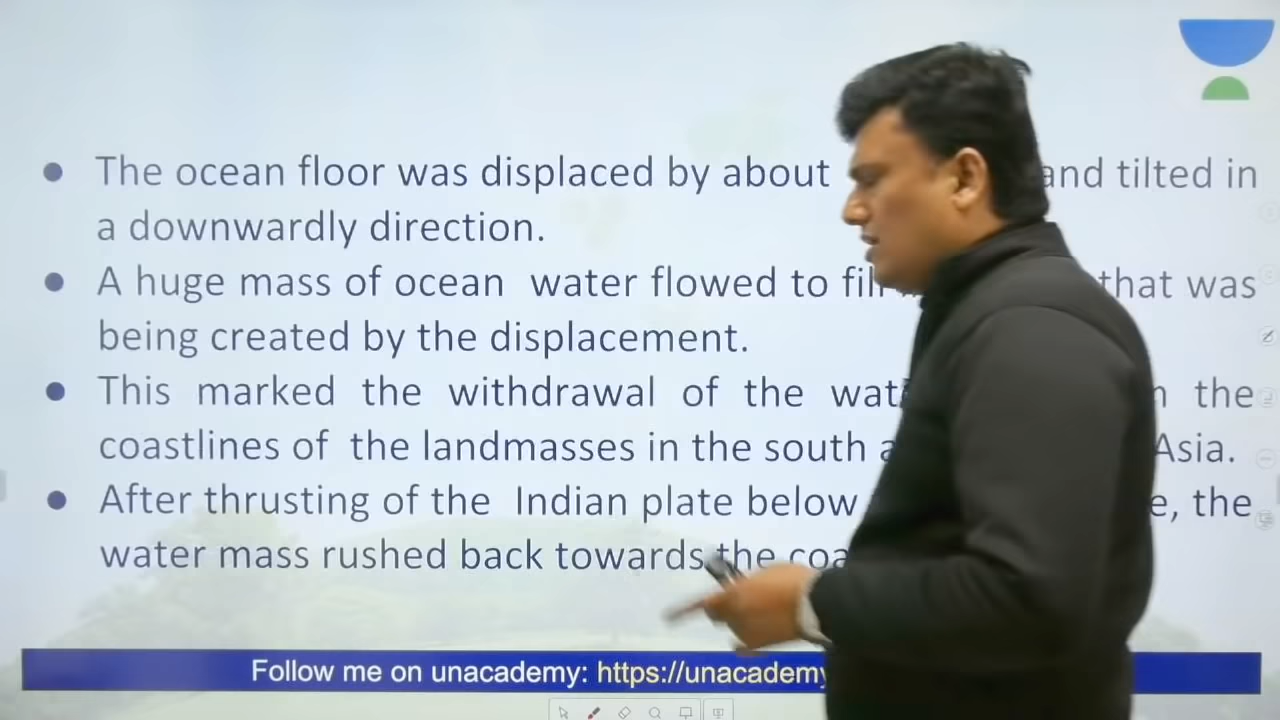 The ocean floor was displaced by about and tilted in
a downwardly direction.
A huge mass of ocean water flowed to fill that was
being created by the displacement.
This marked the withdrawal of the the
coastlines of the landmasses in the south Asia.
After thrusting of the Indian plate below the
water mass rushed back towards the
Follow me on unacademy: https://unacademy